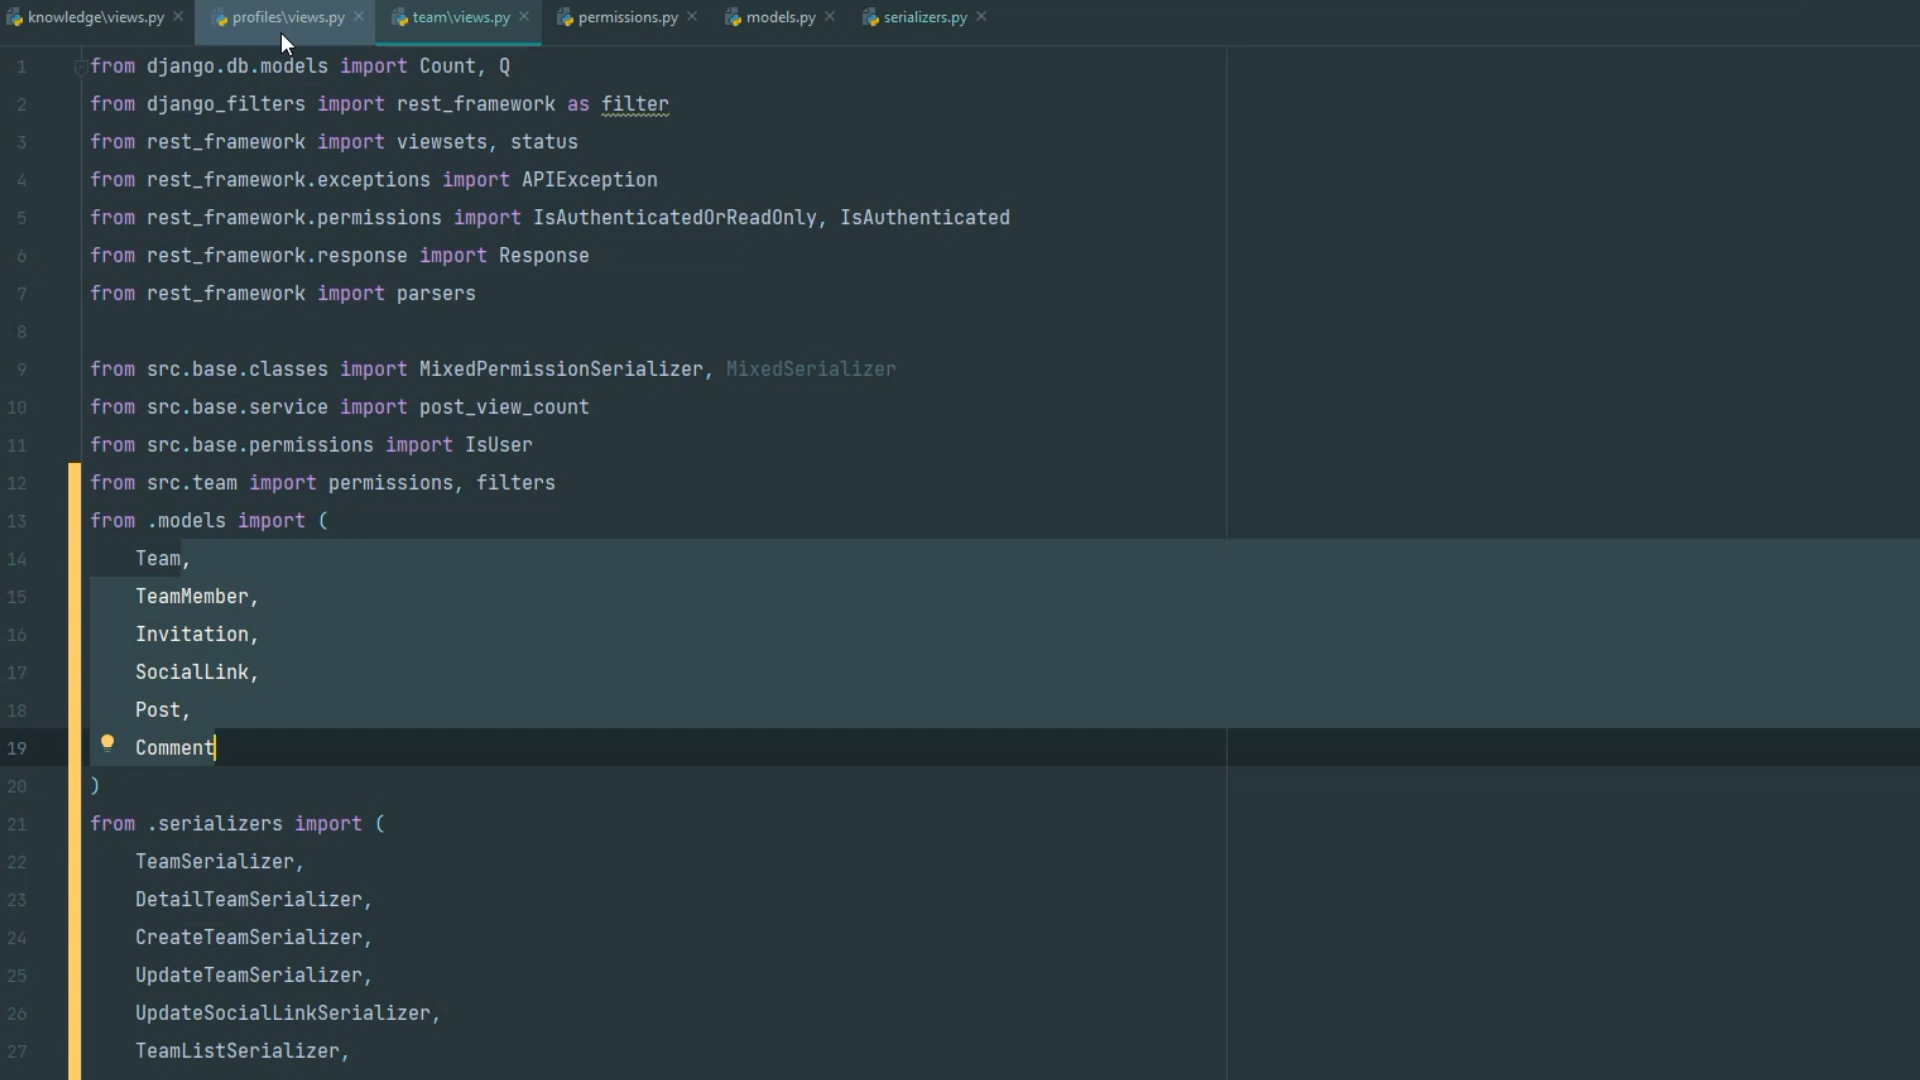 knowledge\views.py profiles\views.py team\views.py permissions.py models.py serializers.py
1 from django.db.models import Count, Q
2 from django_filters import rest_framework as filter
3 from rest_framework import viewsets, status
4 from rest_framework.exceptions import APIException
5 from rest_framework.permissions import IsAuthenticatedOrReadOnly, IsAuthenticated
6 from rest_framework.response import Response
7 from rest_framework import parsers
8
9 from src.base.classes import MixedPermissionSerializer, MixedSerializer
10 from src.base.service import post_view_count
11 from src.base.permissions import IsUser
12 from src.team import permissions, filters
13 from .models import (
14     Team,
15     TeamMember,
16     Invitation,
17     SocialLink,
18     Post,
19     Comment
20 )
21 from .serializers import (
22     TeamSerializer,
23     DetailTeamSerializer,
24     CreateTeamSerializer,
25     UpdateTeamSerializer,
26     UpdateSocialLinkSerializer,
27     TeamListSerializer,